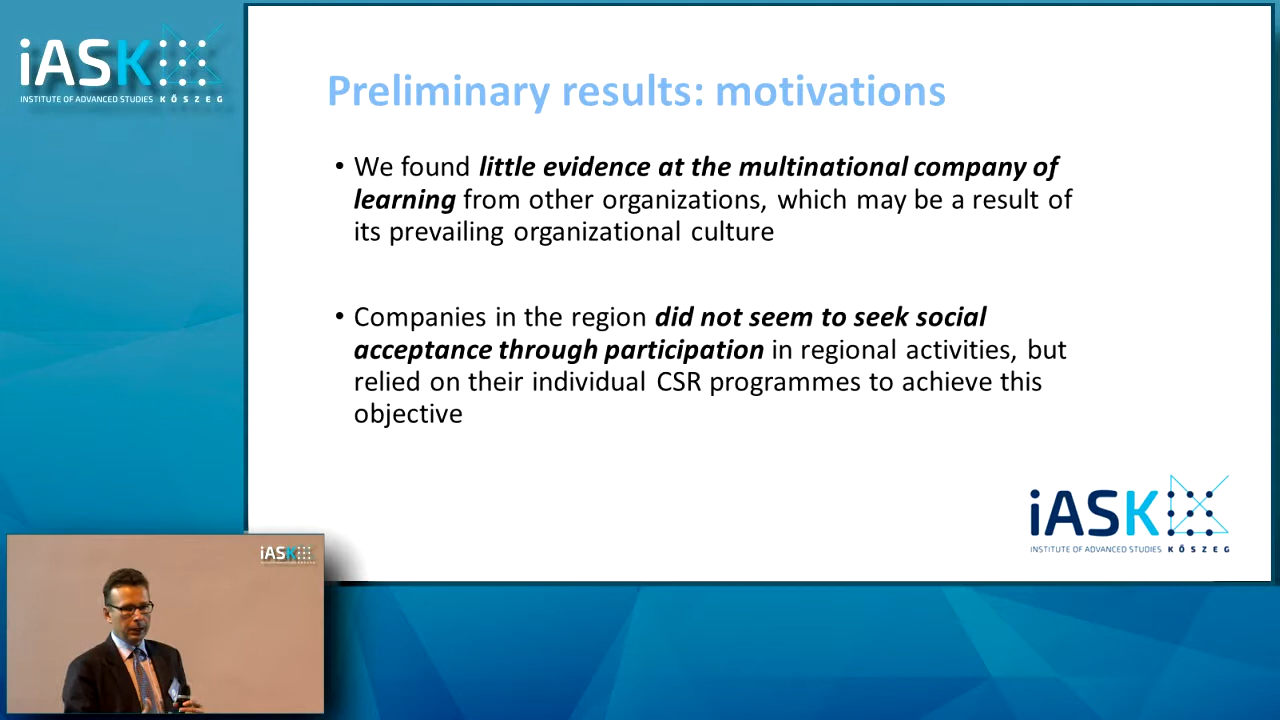 iASK
INSTITUTE OF ADVANCED STUDIES KŐSZEG
Preliminary results: motivations
• We found little evidence at the multinational company of
learning from other organizations, which may be a result of
its prevailing organizational culture
• Companies in the region did not seem to seek social
acceptance through participation in regional activities, but
relied on their individual CSR programmes to achieve this
objective
iASK
INSTITUTE OF ADVANCED STUDIES KŐSZEG
iASK